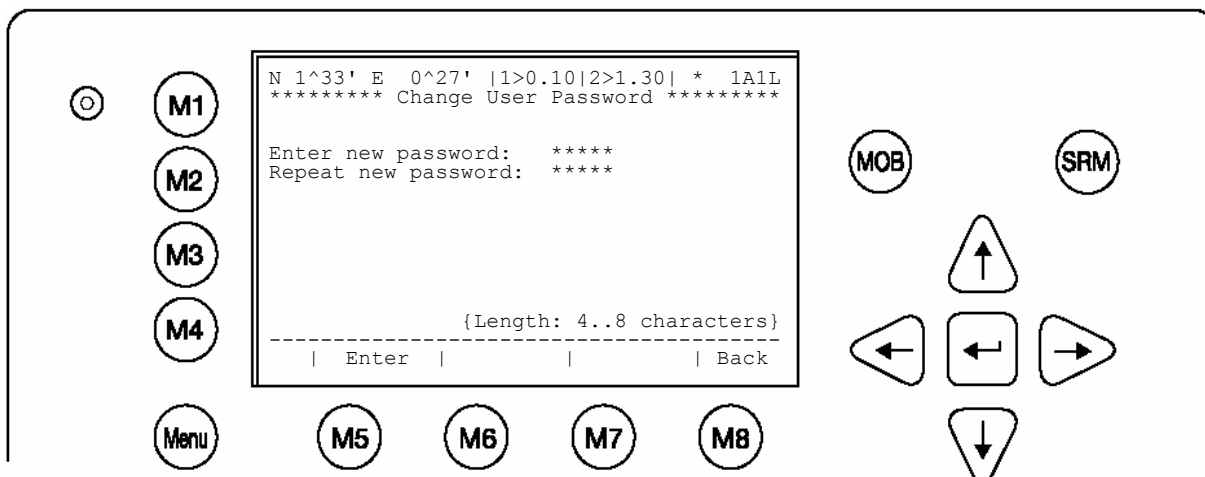 N 1^33' E 0^27' |1>0.10|2>1.30| * 1A1L
********* Change User Password *********
M1
Enter new password: *****
Repeat new password: *****
M2
MOB
SRM
M3
M4
{Length: 4..8 characters}
----------------------------------------
| Enter | | | Back
Menu
M5
M6
M7
M8